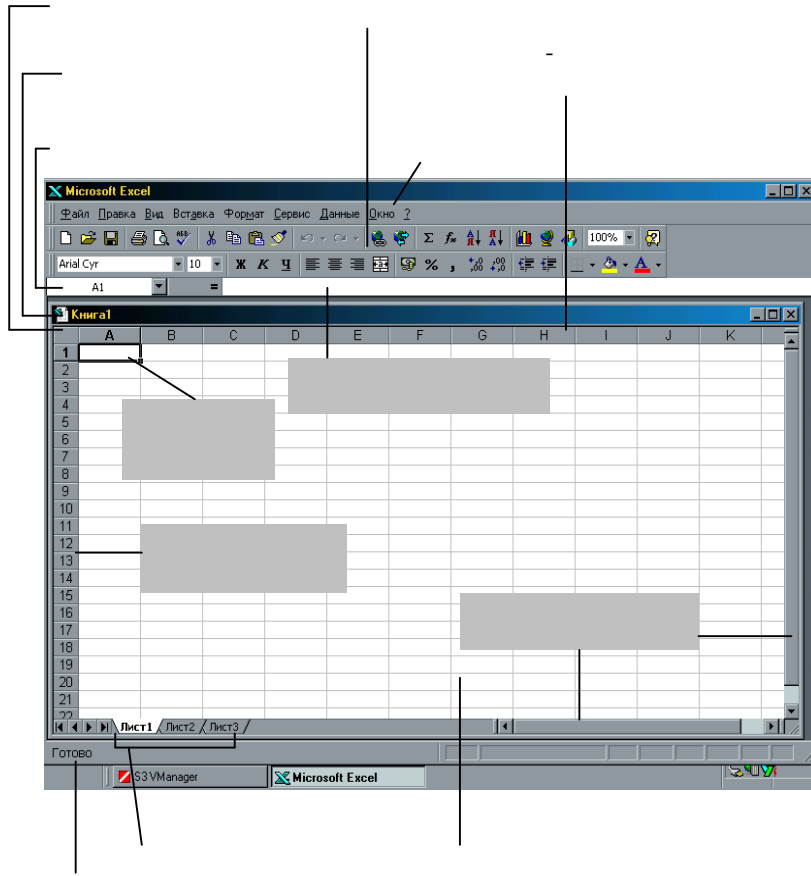 -
Microsoft Excel
Файл Правка Вид Вставка Формат Сервис Данные Окно ?
100%
Arial Cyr 10 Ж К Ч %
A1 =
Книга1
A B C D E F G H I J K
1
2
3
4
5
6
7
8
9
10
11
12
13
14
15
16
17
18
19
20
21
22
Лист1 Лист2 Лист3
Готово
S3 VManager Microsoft Excel